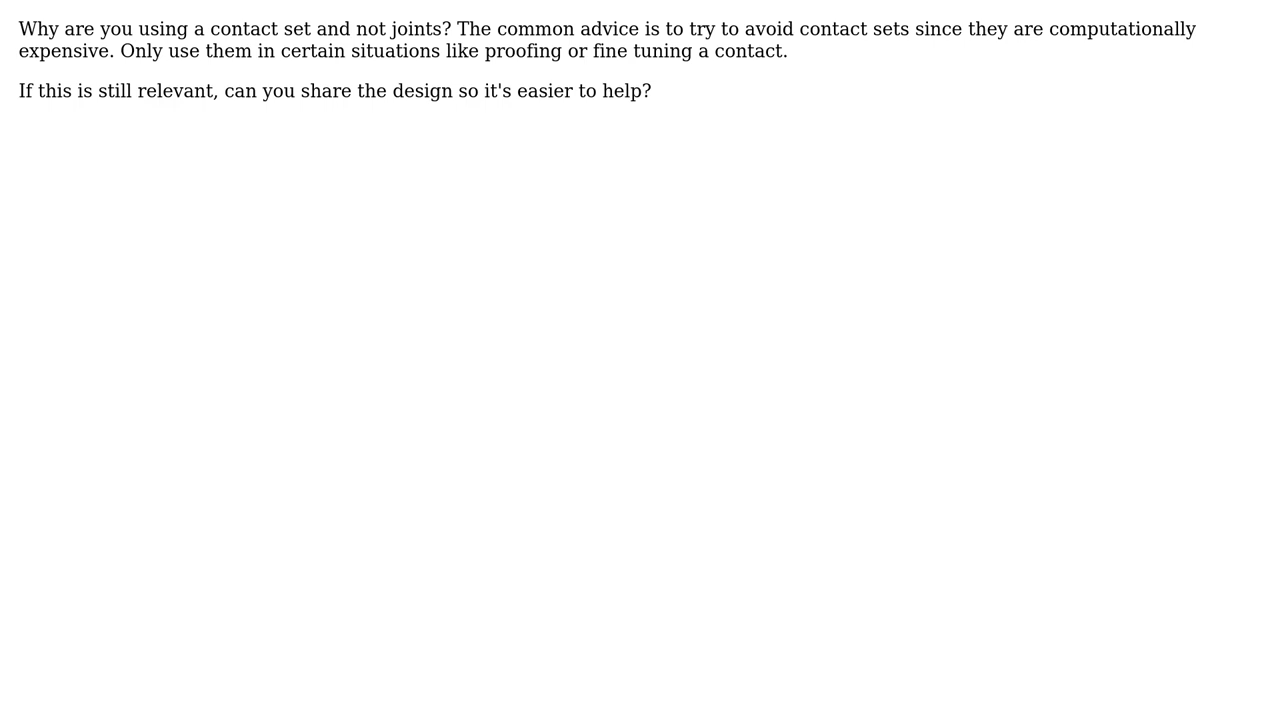 Why are you using a contact set and not joints? The common advice is to try to avoid contact sets since they are computationally
expensive. Only use them in certain situations like proofing or fine tuning a contact.
If this is still relevant, can you share the design so it's easier to help?